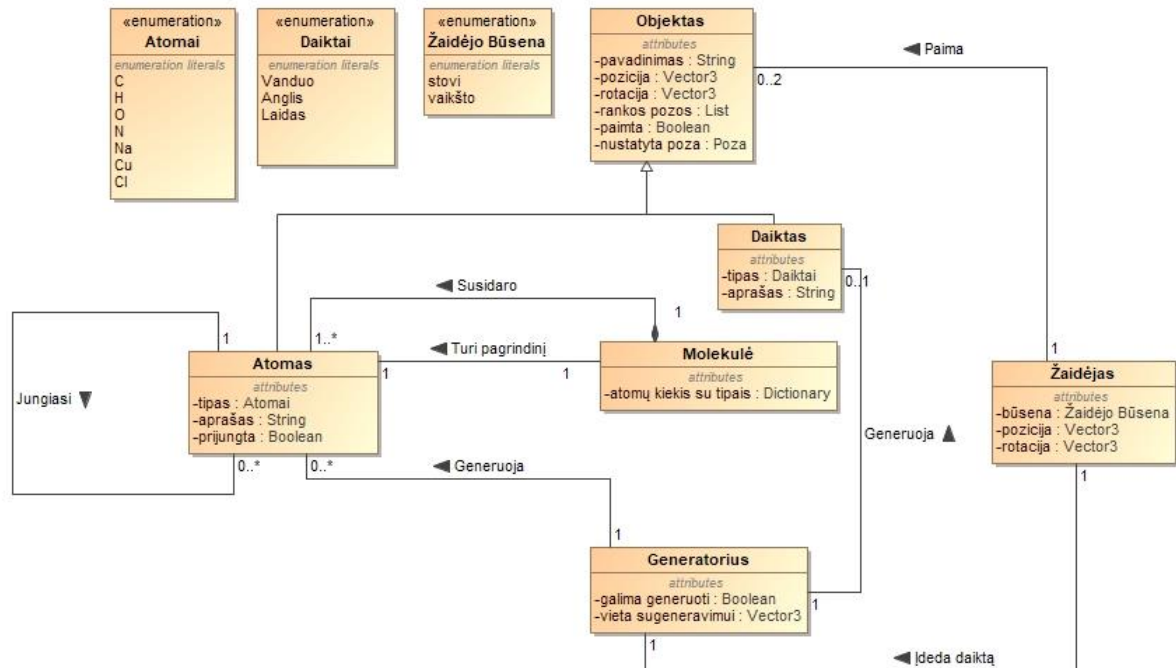 «enumeration»
Atomai
enumeration literals
C
H
O
N
Na
Cu
Cl
«enumeration»
Daiktai
enumeration literals
Vanduo
Anglis
Laidas
«enumeration»
Žaidėjo Būsena
enumeration literals
stovi
vaikšto
Objektas
attributes
-pavadinimas : String
-pozicija : Vector3
-rotacija : Vector3
-rankos pozos : List
-paimta : Boolean
-nustatyta poza : Poza
Paima
0..2
1
Daiktas
attributes
-tipas : Daiktai
-aprašas : String
0..1
Susidaro
1
1..*
Turi pagrindinį
1
1
Jungiasi
1
0..*
Atomas
attributes
-tipas : Atomai
-aprašas : String
-prijungta : Boolean
Molekulė
attributes
-atomų kiekis su tipais : Dictionary
Žaidėjas
attributes
-būsena : Žaidėjo Būsena
-pozicija : Vector3
-rotacija : Vector3
Generuoja
0..*
Generuoja
1
1
Generatorius
attributes
-galima generuoti : Boolean
-vieta sugeneravimui : Vector3
1
1
Įdeda daiktą